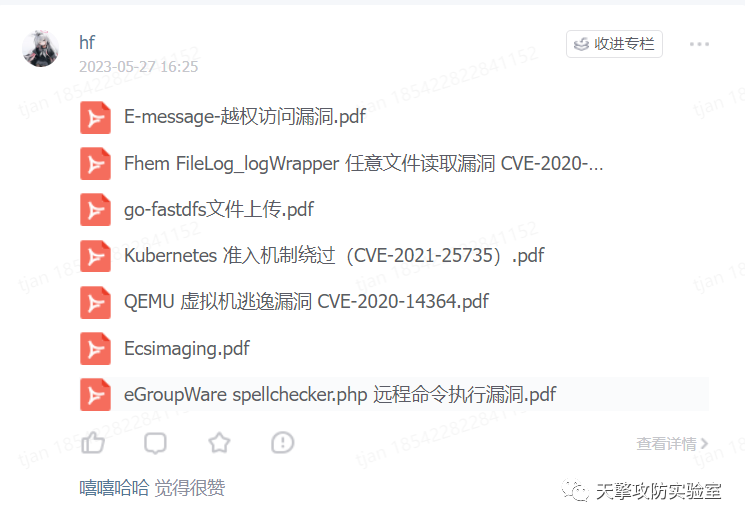 hf
收进专栏
2023-05-27 16:25
E-message-越权访问漏洞.pdf
Fhem FileLog_logWrapper 任意文件读取漏洞 CVE-2020-...
go-fastdfs文件上传.pdf
Kubernetes 准入机制绕过（CVE-2021-25735）.pdf
QEMU 虚拟机逃逸漏洞 CVE-2020-14364.pdf
Ecsimaging.pdf
eGroupWare spellchecker.php 远程命令执行漏洞.pdf
查看详情
嘻嘻哈哈 觉得很赞
天擎攻防实验室
tjan 185422822841152